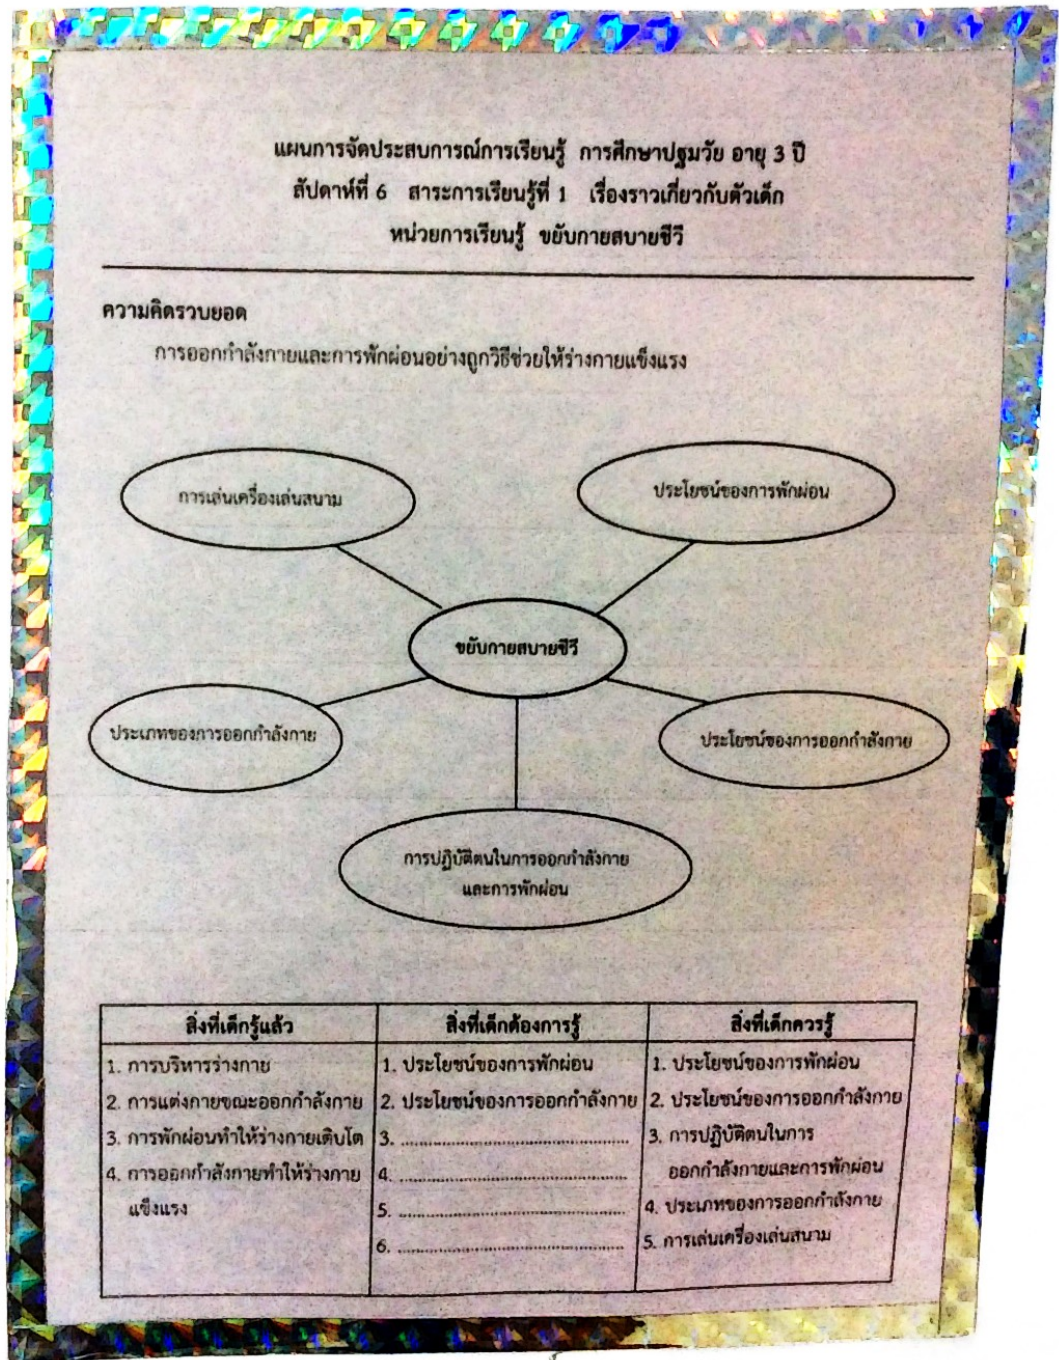 แผนการจัดประสบการณ์การเรียนรู้ การศึกษาปฐมวัย อายุ 3 ปี
สัปดาห์ที่ 6 สาระการเรียนรู้ที่ 1 เรื่องราวเกี่ยวกับตัวเด็ก
หน่วยการเรียนรู้ ขยับกายสบายชีวี
ความคิดรวบยอด
การออกกำลังกายและการพักผ่อนอย่างถูกวิธีช่วยให้ร่างกายแข็งแรง
การเล่นเครื่องเล่นสนาม
ประโยชน์ของการพักผ่อน
ขยับกายสบายชีวี
ประเภทของการออกกำลังกาย
ประโยชน์ของการออกกำลังกาย
การปฏิบัติตนในการออกกำลังกาย
และการพักผ่อน
สิ่งที่เด็กรู้แล้ว
1. การบริหารร่างกาย
2. การแต่งกายขณะออกกำลังกาย
3. การพักผ่อนทำให้ร่างกายเติบโต
4. การออกกำลังกายทำให้ร่างกาย
แข็งแรง
สิ่งที่เด็กต้องการรู้
1. ประโยชน์ของการพักผ่อน
2. ประโยชน์ของการออกกำลังกาย
3. ................................................
4. ................................................
5. ................................................
6. ................................................
สิ่งที่เด็กควรรู้
1. ประโยชน์ของการพักผ่อน
2. ประโยชน์ของการออกกำลังกาย
3. การปฏิบัติตนในการ
ออกกำลังกายและการพักผ่อน
4. ประเภทของการออกกำลังกาย
5. การเล่นเครื่องเล่นสนาม